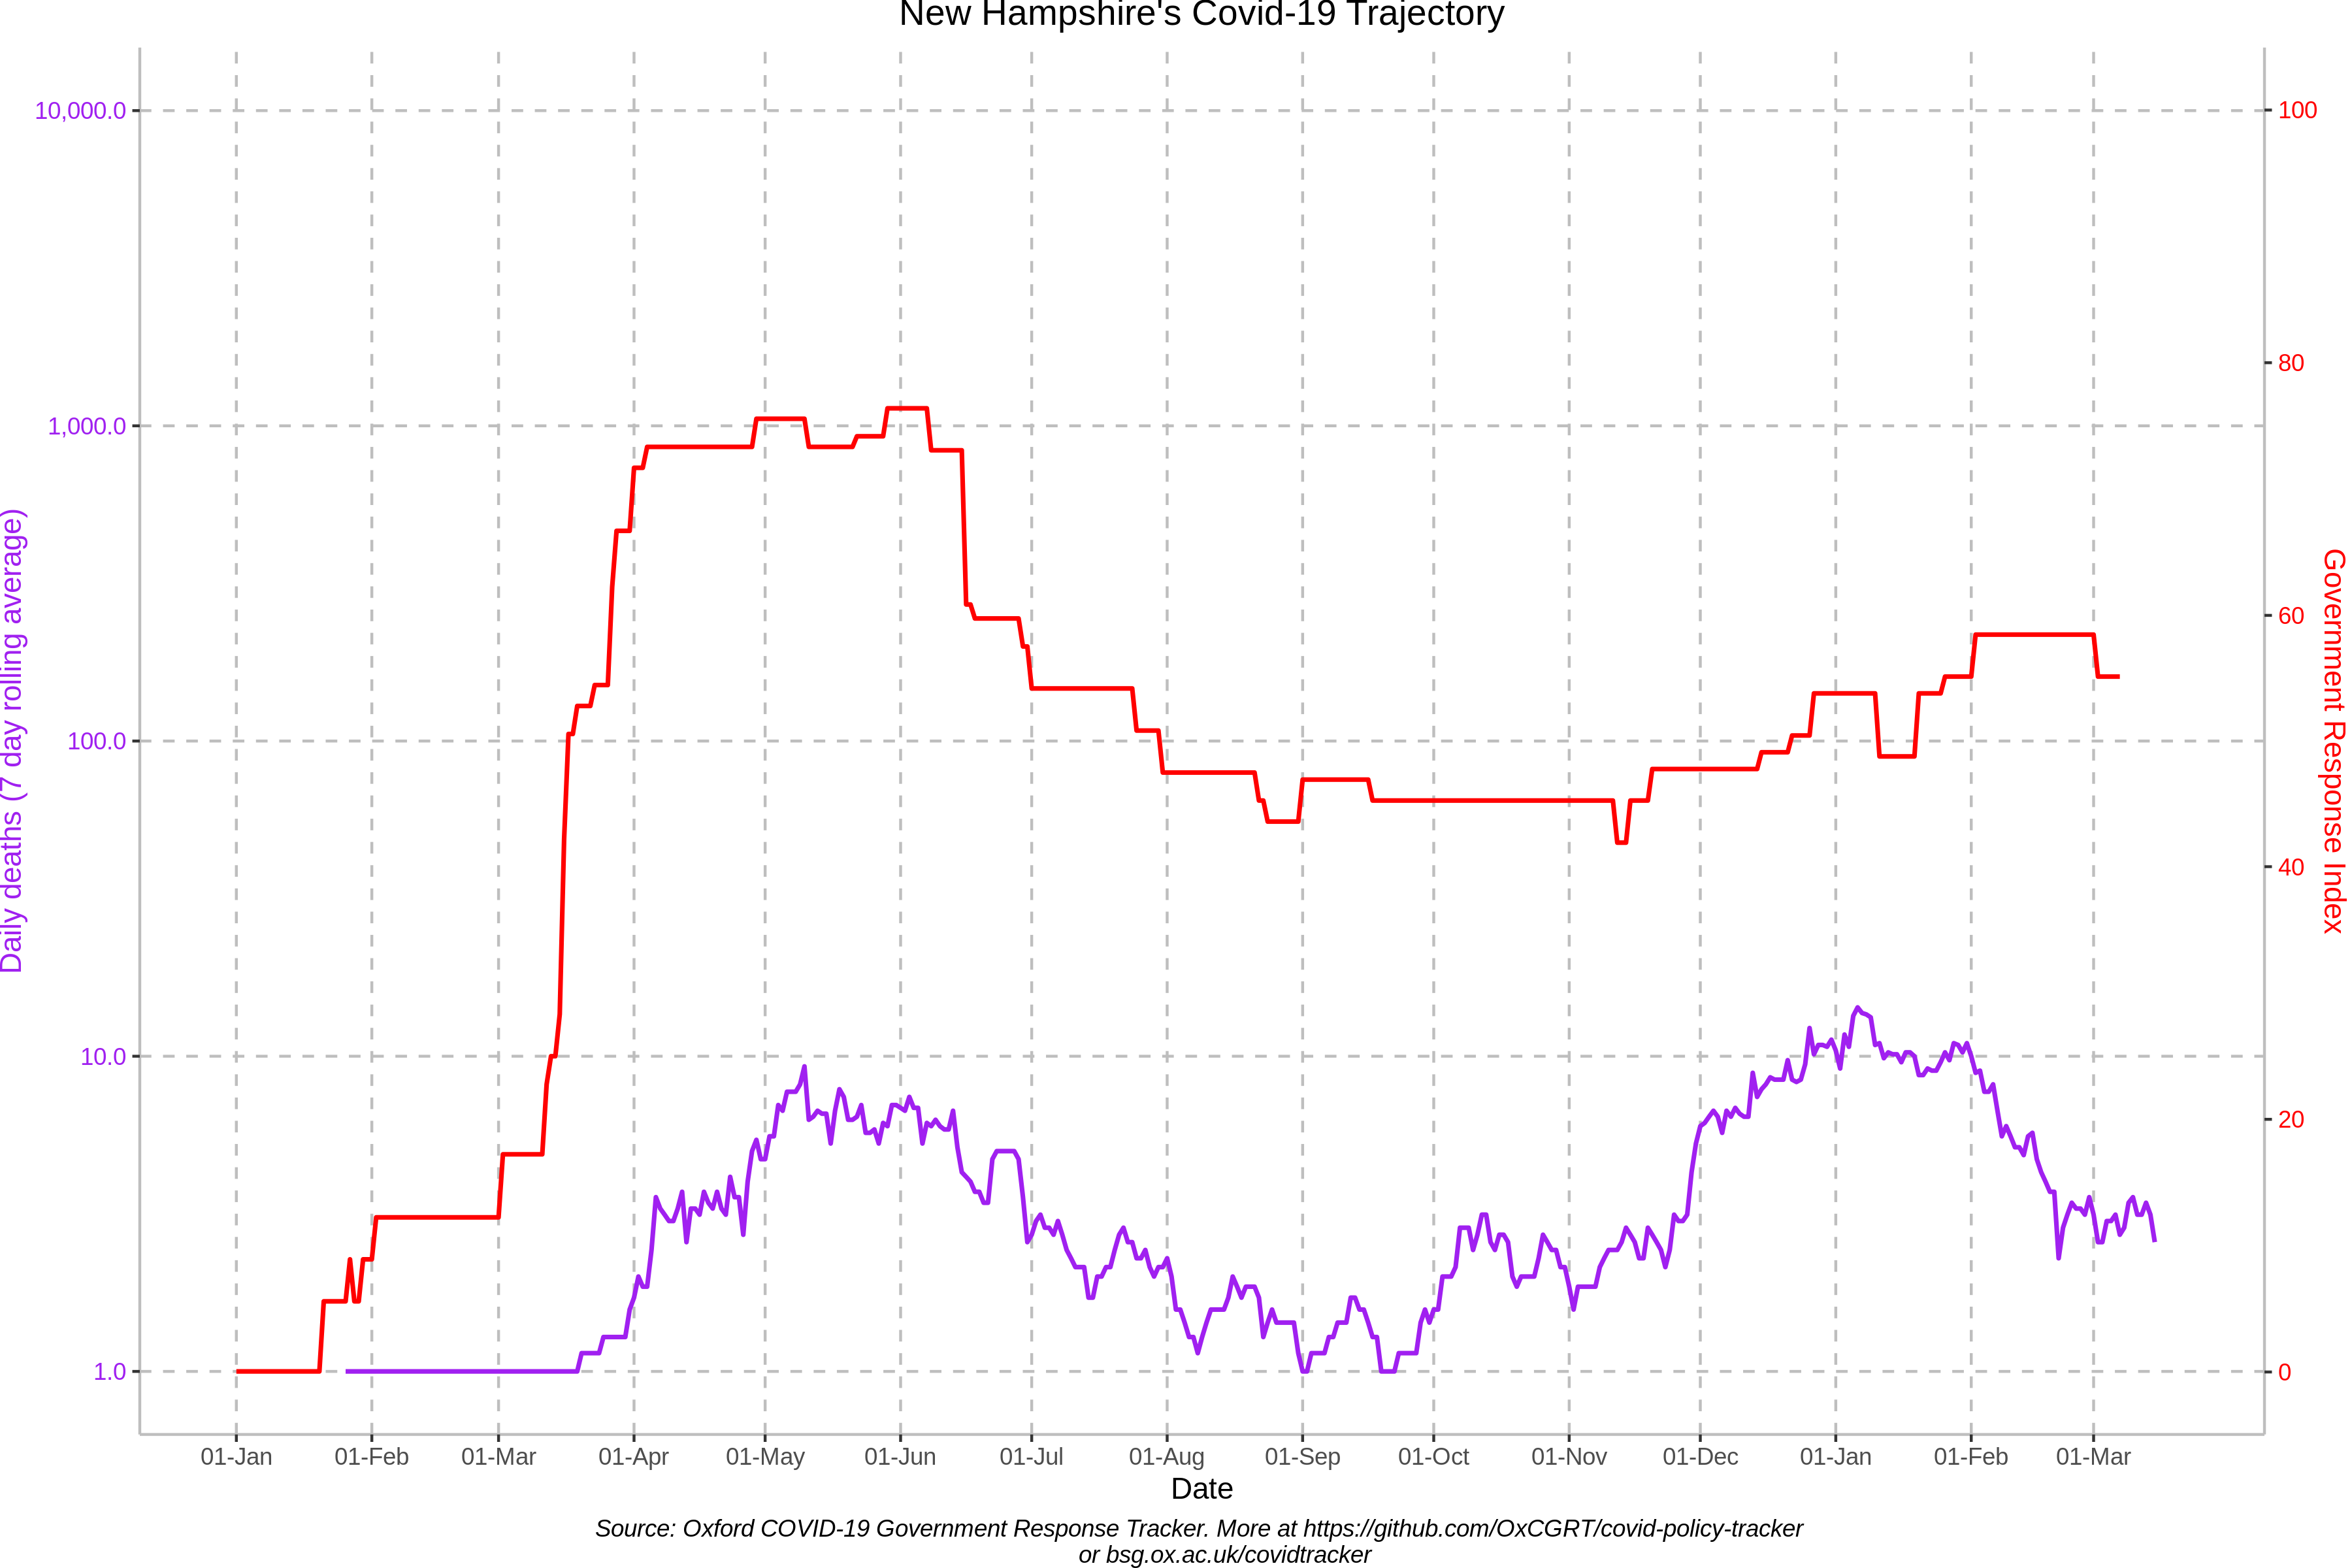 New Hampshire's Covid-19 Trajectory
10,000.0
1,000.0
100.0
10.0
1.0
Daily deaths (7 day rolling average)
100
80
60
40
20
0
Government Response Index
01-Jan 01-Feb 01-Mar 01-Apr 01-May 01-Jun 01-Jul 01-Aug 01-Sep 01-Oct 01-Nov 01-Dec 01-Jan 01-Feb 01-Mar
Date
Source: Oxford COVID-19 Government Response Tracker. More at https://github.com/OxCGRT/covid-policy-tracker
or bsg.ox.ac.uk/covidtracker